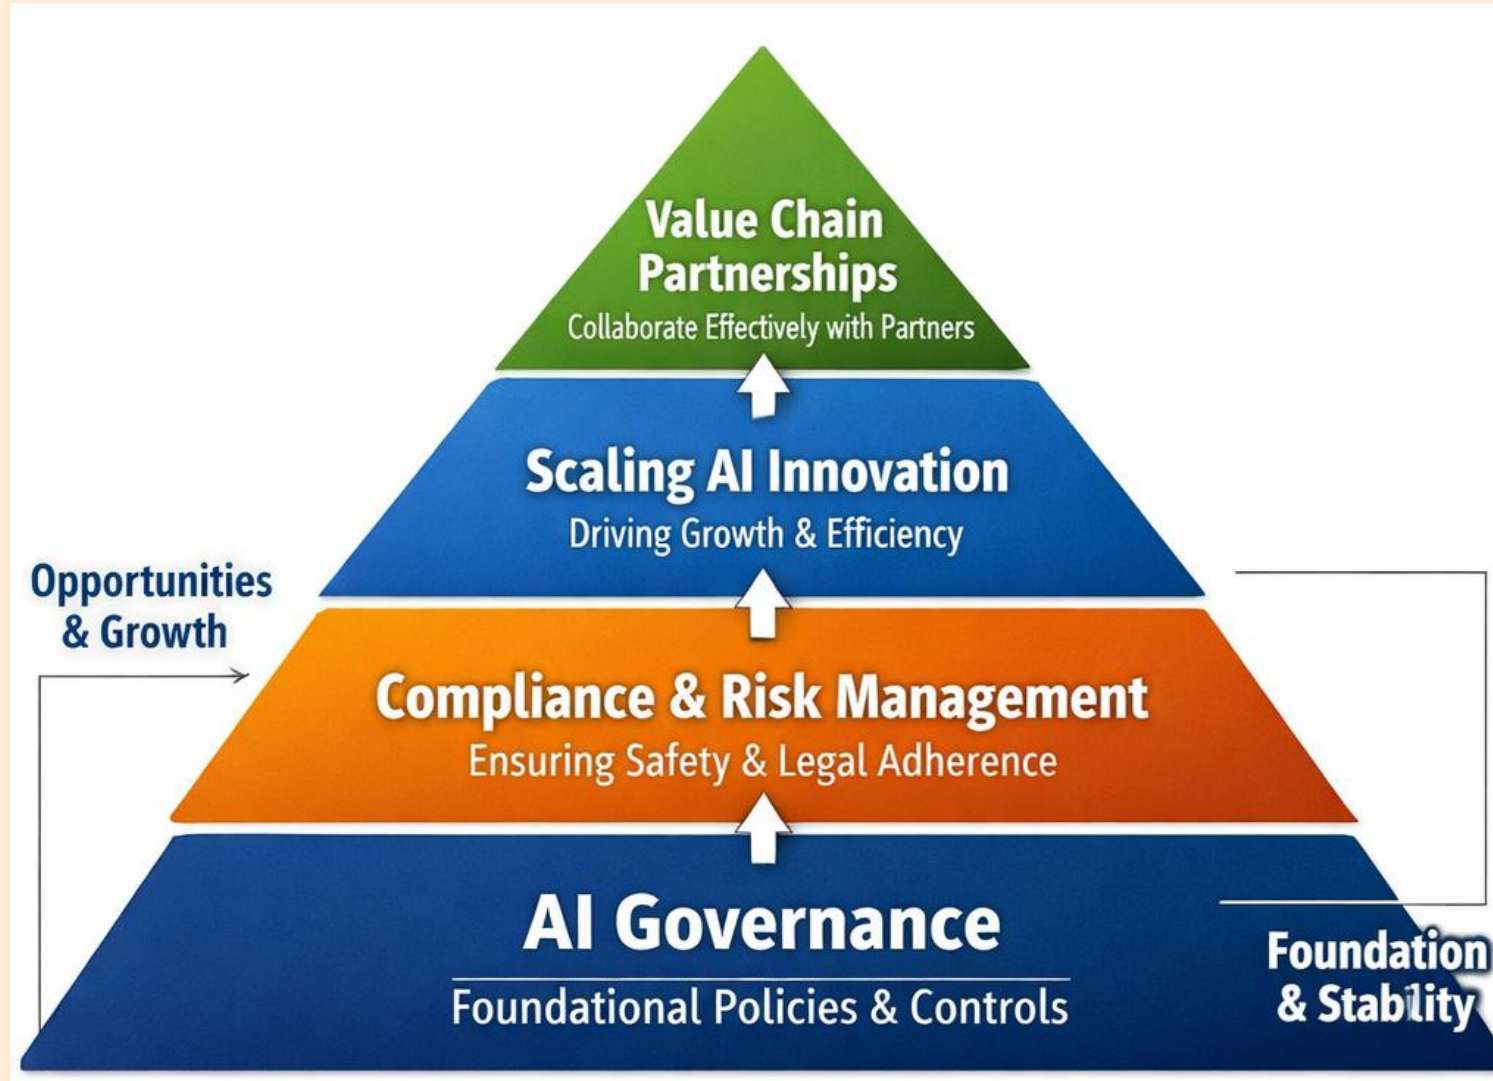 Value Chain
Partnerships
Collaborate Effectively with Partners
Scaling AI Innovation
Driving Growth & Efficiency
Opportunities
& Growth
Compliance & Risk Management
Ensuring Safety & Legal Adherence
AI Governance
Foundational Policies & Controls
Foundation
& Stability